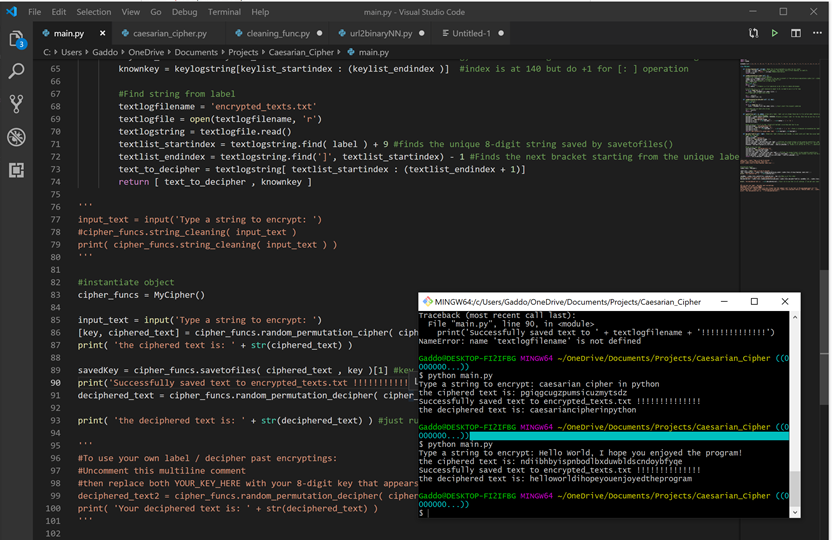 File Edit Selection View Go Debug Terminal Help main.py - Visual Studio Code
main.py caesarian_cipher.py cleaning_func.py url2binaryNN.py Untitled-1
C: > Users > Gaddo > OneDrive > Documents > Projects > Caesarian_Cipher > main.py
3
65 knownkey = keylogstring[keylist_startindex : (keylist_endindex )] #index is at 140 but do +1 for [: ] operation
66
67 #Find string from label
68 textlogfilename = 'encrypted_texts.txt'
69 textlogfile = open(textlogfilename, 'r')
70 textlogstring = textlogfile.read()
71 textlist_startindex = textlogstring.find( label ) + 9 #finds the unique 8-digit string saved by savetofiles()
72 textlist_endindex = textlogstring.find(']', textlist_startindex) - 1 #Finds the next bracket starting from the unique labe
73 text_to_decipher = textlogstring[ textlist_startindex : (textlist_endindex + 1)]
74 return [ text_to_decipher , knownkey ]
75
76 '''
77 input_text = input('Type a string to encrypt: ')
78 #cipher_funcs.string_cleaning( input_text )
79 print( cipher_funcs.string_cleaning( input_text ) )
80 '''
81
82 #instantiate object
83 cipher_funcs = MyCipher()
84
85 input_text = input('Type a string to encrypt: ')
86 [key, ciphered_text] = cipher_funcs.random_permutation_cipher( ci
87 print( 'the ciphered text is: ' + str(ciphered_text) )
88
89 savedKey = cipher_funcs.savetofiles( ciphered_text , key )[1] #key
90 print('Successfully saved text to encrypted_texts.txt !!!!!!!!!!!!
91 deciphered_text = cipher_funcs.random_permutation_decipher( cipher_
92
93 print( 'the deciphered text is: ' + str(deciphered_text) ) #just ru
94
95 '''
96 #To use your own label / decipher past encryptings:
97 #Uncomment this multiline comment
98 #then replace both YOUR_KEY_HERE with your 8-digit key that appears
99 deciphered_text2 = cipher_funcs.random_permutation_decipher( cipher
100 print( 'Your deciphered text is: ' + str(deciphered_text) )
101 '''
102
MINGW64:/c/Users/Gaddo/OneDrive/Documents/Projects/Caesarian_Cipher
Traceback (most recent call last):
File "main.py", line 90, in <module>
print('Successfully saved text to ' + textlogfilename + '!!!!!!!!!!!!!!')
NameError: name 'textlogfilename' is not defined
Gaddo@DESKTOP-FIZIFBG MINGW64 ~/OneDrive/Documents/Projects/Caesarian_Cipher ((0
000000...))
$ python main.py
Type a string to encrypt: caesarian cipher in python
the ciphered text is: pgiqgcugzpumsicuzmytsdz
Successfully saved text to encrypted_texts.txt !!!!!!!!!!!!!!
the deciphered text is: caesariancipherinpython
Gaddo@DESKTOP-FIZIFBG MINGW64 ~/OneDrive/Documents/Projects/Caesarian_Cipher ((0
000000...))
$ python main.py
Type a string to encrypt: Hello World, I hope you enjoyed the program!
the ciphered text is: ndiibhbyispnbodlbxduwbldscndoybfyqe
Successfully saved text to encrypted_texts.txt !!!!!!!!!!!!!!
the deciphered text is: helloworldihopeyouenjoyedtheprogram
Gaddo@DESKTOP-FIZIFBG MINGW64 ~/OneDrive/Documents/Projects/Caesarian_Cipher ((0
000000...))
$